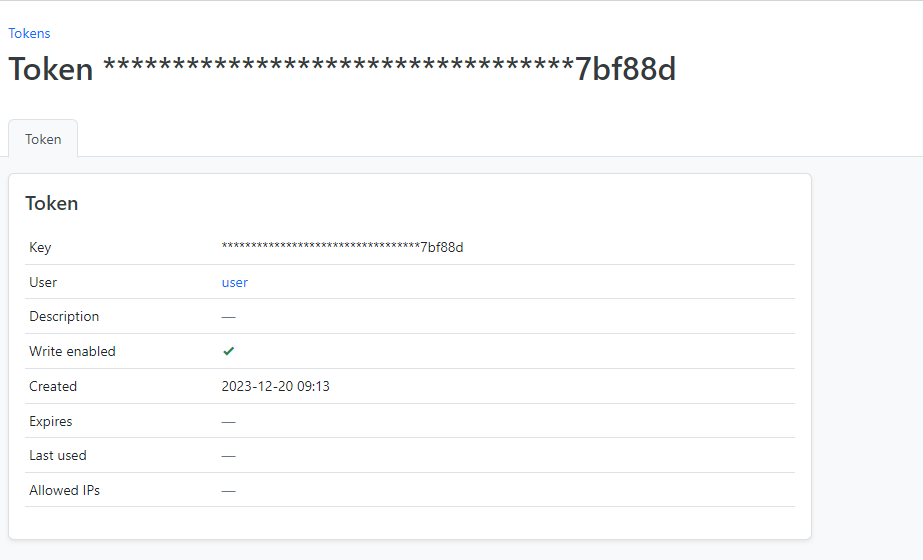 Tokens
Token **********************************7bf88d
Token
Token
Key **********************************7bf88d
User user
Description —
Write enabled ✔
Created 2023-12-20 09:13
Expires —
Last used —
Allowed IPs —